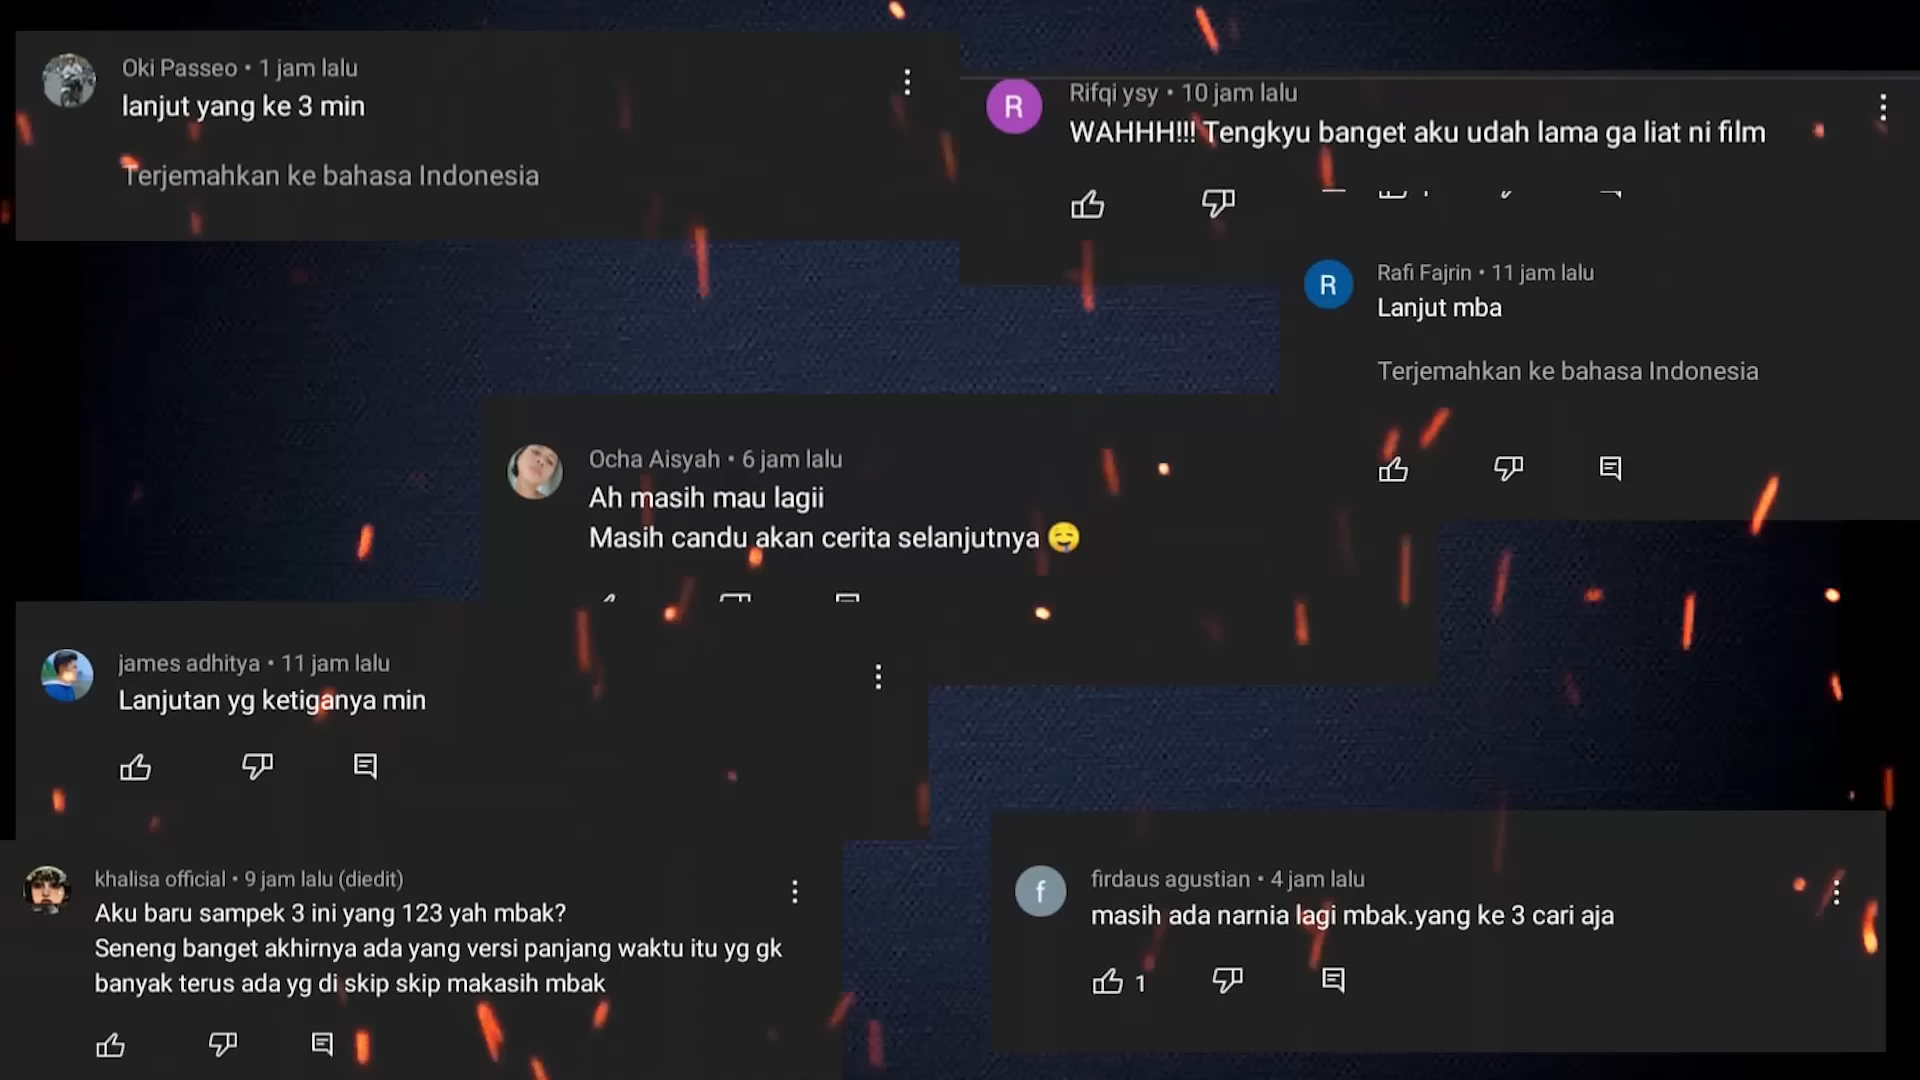 Oki Passeo • 1 jam lalu
lanjut yang ke 3 min
Terjemahkan ke bahasa Indonesia
R
Rifqi ysy • 10 jam lalu
WAHHH!!! Tengkyu banget aku udah lama ga liat ni film
R
Rafi Fajrin • 11 jam lalu
Lanjut mba
Terjemahkan ke bahasa Indonesia
Ocha Aisyah • 6 jam lalu
Ah masih mau lagii
Masih candu akan cerita selanjutnya 🤤
james adhitya • 11 jam lalu
Lanjutan yg ketiganya min
khalisa official • 9 jam lalu (diedit)
Aku baru sampek 3 ini yang 123 yah mbak?
Seneng banget akhirnya ada yang versi panjang waktu itu yg gk
banyak terus ada yg di skip skip makasih mbak
f
firdaus agustian • 4 jam lalu
masih ada narnia lagi mbak.yang ke 3 cari aja
1